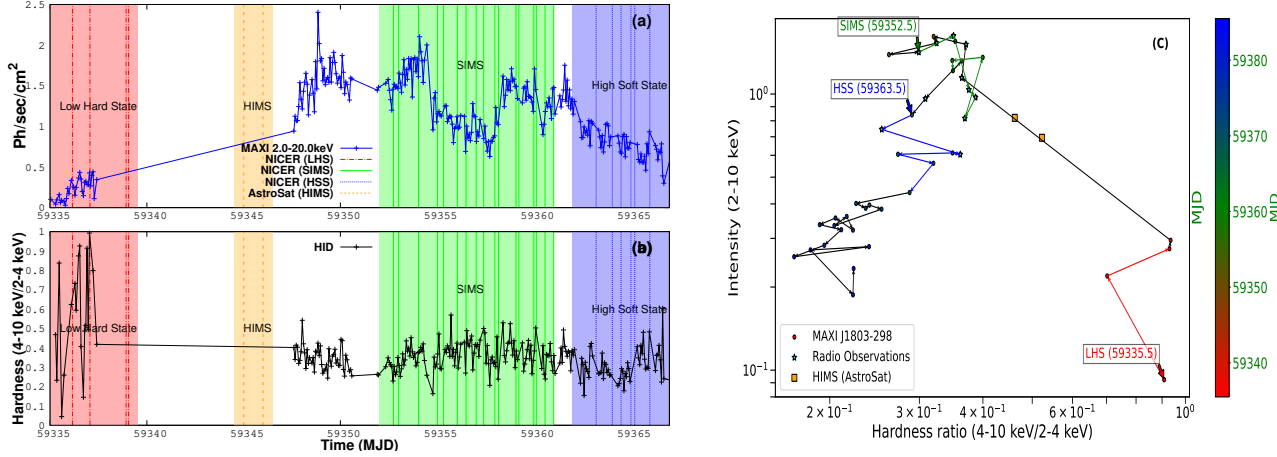 (a)
Ph/sec/cm²
2.5
2
1.5
1
0.5
0
Low Hard State
HIMS
SIMS
High Soft State
MAXI 2.0-20.0keV
NICER (LHS)
NICER (SIMS)
NICER (HSS)
AstroSat (HIMS)
59335 59340 59345 59350 59355 59360 59365
(b)
Hardness (4-10 keV/2-4 keV)
1
0.9
0.8
0.7
0.6
0.5
0.4
0.3
0.2
0.1
0
HID
Low Hard State
HIMS
SIMS
High Soft State
59335 59340 59345 59350 59355 59360 59365
Time (MJD)
(C)
Intensity (2-10 keV)
10⁰
10⁻¹
SIMS (59352.5)
HSS (59363.5)
LHS (59335.5)
MAXI J1803-298
Radio Observations
HIMS (AstroSat)
2 × 10⁻¹ 3 × 10⁻¹ 4 × 10⁻¹ 6 × 10⁻¹ 10⁰
Hardness ratio (4-10 keV/2-4 keV)
MJD
59380
59370
59360
59350
59340
MJD